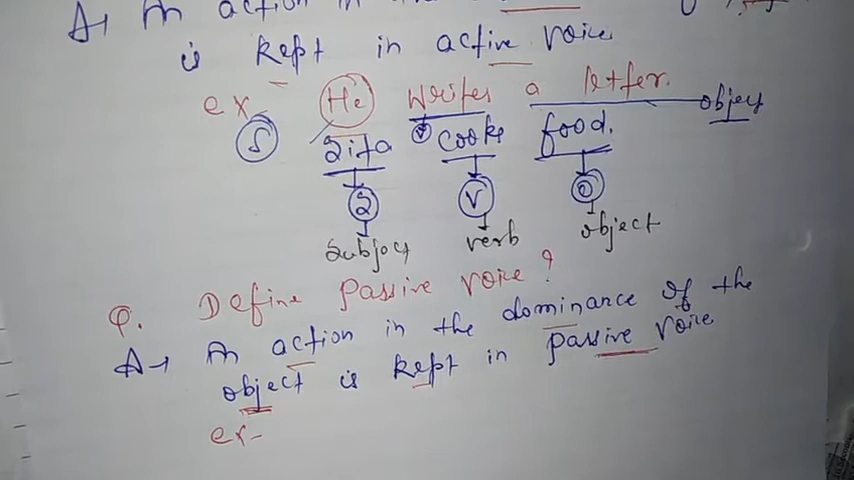 A→ An action in the
is kept in active voice
ex He writes a letter.
S V object
Sita cooks food.
S V O
subject verb object
Q. Define passive voice?
A→ An action in the dominance of the
object is kept in passive voice
ex-